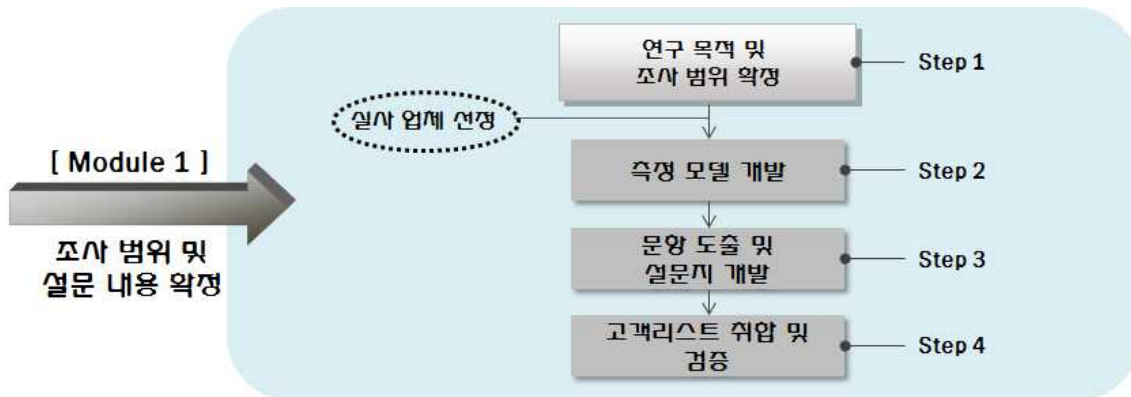 연구 목적 및
조사 범위 확정
Step 1
실사 업체 선정
[ Module 1 ]
측정 모델 개발
Step 2
조사 범위 및
설문 내용 확정
문항 도출 및
설문지 개발
Step 3
고객리스트 취합 및
검증
Step 4